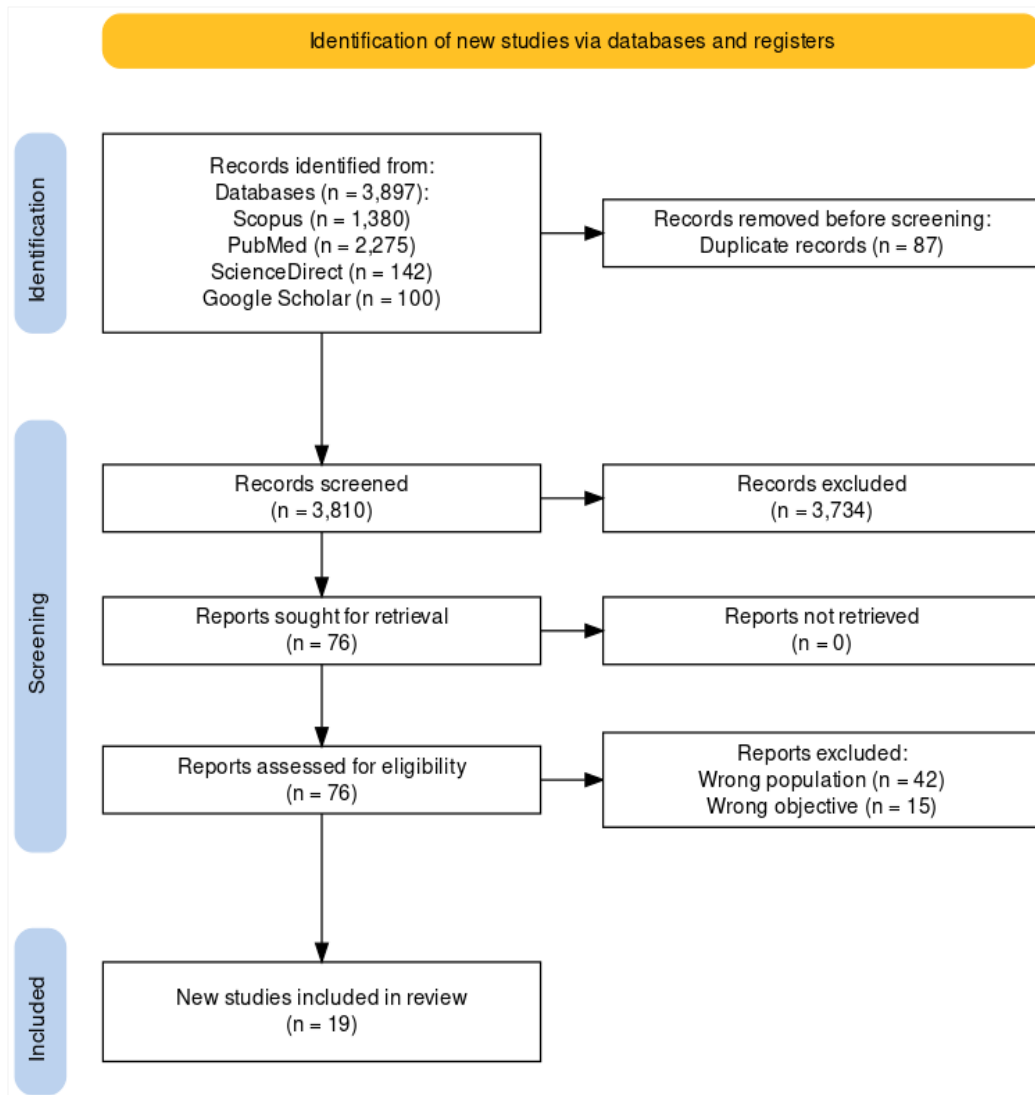 Identification of new studies via databases and registers
Identification
Records identified from:
Databases (n = 3,897):
Scopus (n = 1,380)
PubMed (n = 2,275)
ScienceDirect (n = 142)
Google Scholar (n = 100)
Records removed before screening:
Duplicate records (n = 87)
Screening
Records screened
(n = 3,810)
Records excluded
(n = 3,734)
Reports sought for retrieval
(n = 76)
Reports not retrieved
(n = 0)
Reports assessed for eligibility
(n = 76)
Reports excluded:
Wrong population (n = 42)
Wrong objective (n = 15)
Included
New studies included in review
(n = 19)